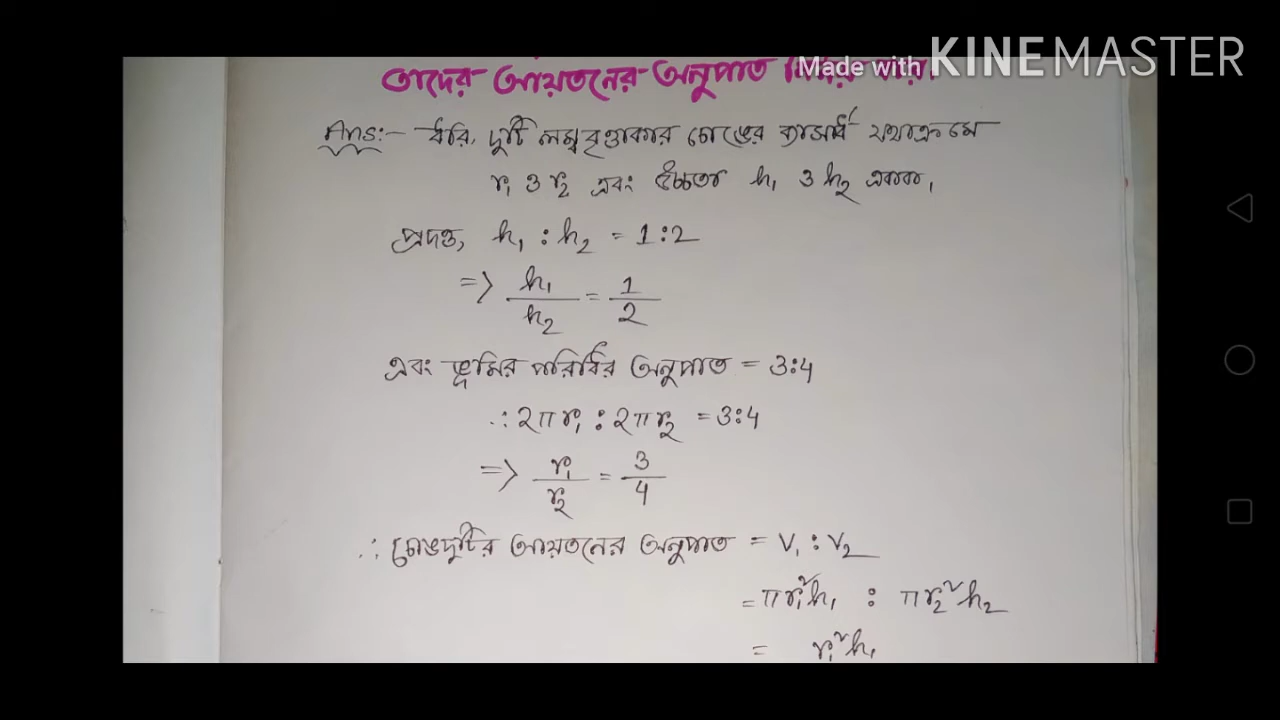 Made with KINEMASTER
তাদের আয়তনের অনুপাত নির্ণয় করো।
Ans:- ধরি, দুটি লম্ববৃত্তাকার চোঙের ব্যাসার্ধ যথাক্রমে
r₁ ও r₂ এবং উচ্চতা h₁ ও h₂ একক।
প্রদত্ত, h₁ : h₂ = 1:2
=> h₁/h₂ = 1/2
এবং ভূমির পরিধির অনুপাত = 3:4
∴ 2πr₁ : 2πr₂ = 3:4
=> r₁/r₂ = 3/4
∴ চোঙদুটির আয়তনের অনুপাত = V₁ : V₂
= πr₁²h₁ : πr₂²h₂
= r₁²h₁